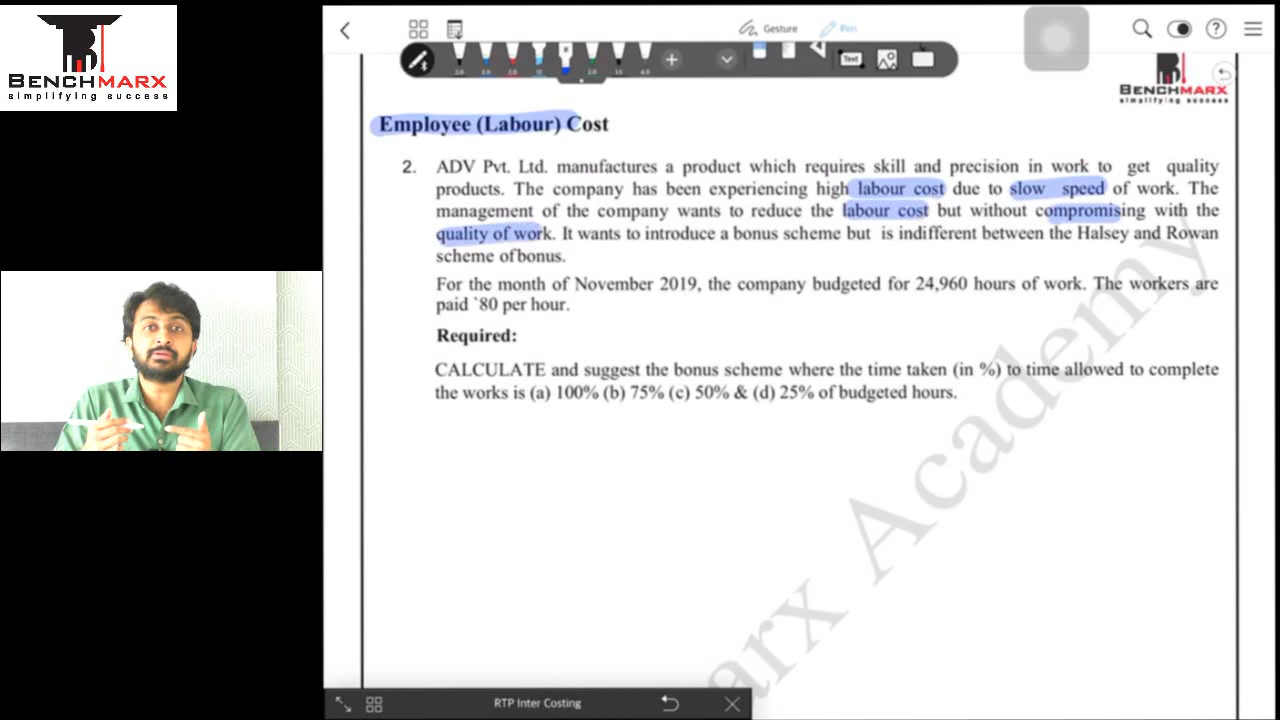 BENCHMARX
simplifying success
Gesture
Pen
Text
BENCHMARX
simplifying success
Employee (Labour) Cost
2. ADV Pvt. Ltd. manufactures a product which requires skill and precision in work to get quality
products. The company has been experiencing high labour cost due to slow speed of work. The
management of the company wants to reduce the labour cost but without compromising with the
quality of work. It wants to introduce a bonus scheme but is indifferent between the Halsey and Rowan
scheme of bonus.
For the month of November 2019, the company budgeted for 24,960 hours of work. The workers are
paid `80 per hour.
Required:
CALCULATE and suggest the bonus scheme where the time taken (in %) to time allowed to complete
the works is (a) 100% (b) 75% (c) 50% & (d) 25% of budgeted hours.
arx Academy
RTP Inter Costing